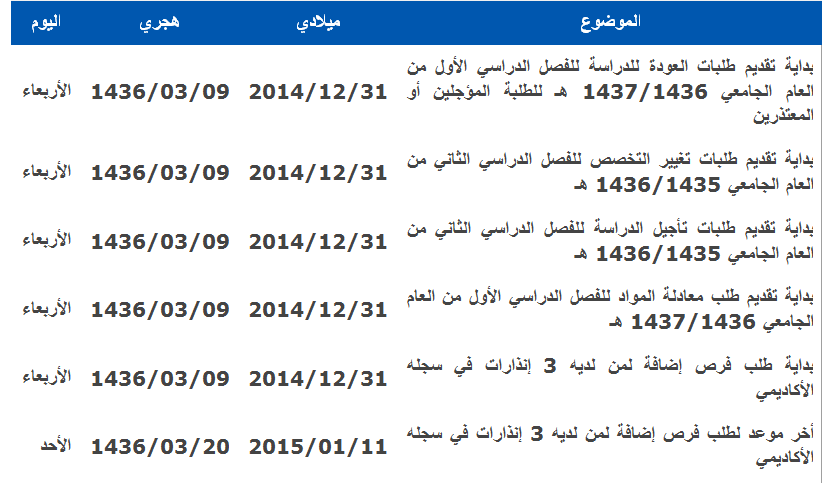 الموضوع ميلادي هجري اليوم
بداية تقديم طلبات العودة للدراسة للفصل الدراسي الأول من
العام الجامعي 1437/1436 هـ للطلبة المؤجلين أو
المعتذرين
2014/12/31 1436/03/09 الأربعاء
بداية تقديم طلبات تغيير التخصص للفصل الدراسي الثاني من
العام الجامعي 1436/1435 هـ
2014/12/31 1436/03/09 الأربعاء
بداية تقديم طلبات تأجيل الدراسة للفصل الدراسي الثاني من
العام الجامعي 1436/1435 هـ
2014/12/31 1436/03/09 الأربعاء
بداية تقديم طلب معادلة المواد للفصل الدراسي الأول من العام
الجامعي 1437/1436 هـ
2014/12/31 1436/03/09 الأربعاء
بداية طلب فرص إضافة لمن لديه 3 إنذارات في سجله
الأكاديمي
2014/12/31 1436/03/09 الأربعاء
أخر موعد لطلب فرص إضافة لمن لديه 3 إنذارات في سجله
الأكاديمي
2015/01/11 1436/03/20 الأحد